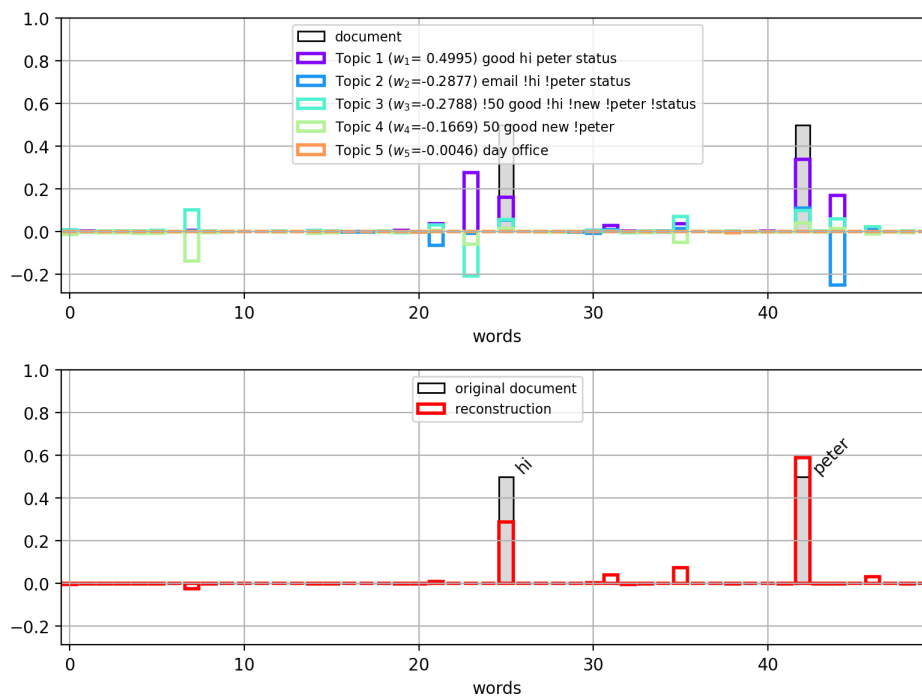 1.0
0.8
0.6
0.4
0.2
0.0
−0.2
document
Topic 1 (w₁= 0.4995) good hi peter status
Topic 2 (w₂=-0.2877) email !hi !peter status
Topic 3 (w₃=-0.2788) !50 good !hi !new !peter !status
Topic 4 (w₄=-0.1669) 50 good new !peter
Topic 5 (w₅=-0.0046) day office
0 10 20 30 40
words
1.0
0.8
0.6
0.4
0.2
0.0
−0.2
original document
reconstruction
hi
peter
0 10 20 30 40
words